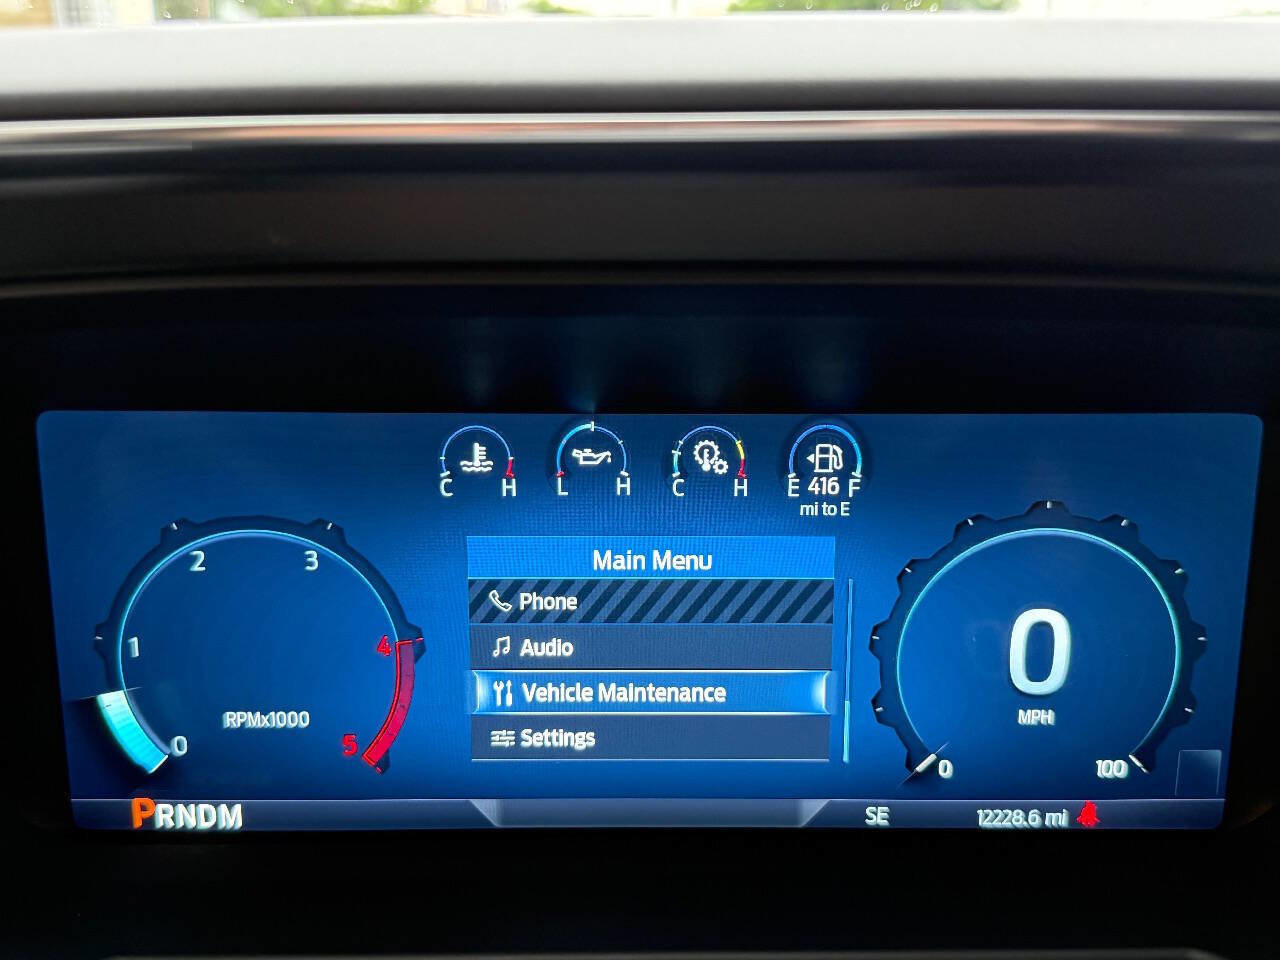 C H L H C H E 416 F
mi to E
Main Menu
Phone
Audio
Vehicle Maintenance
Settings
0 1 2 3 4 5
RPMx1000
0
MPH
0 100
PRNDM
SE
12228.6 mi